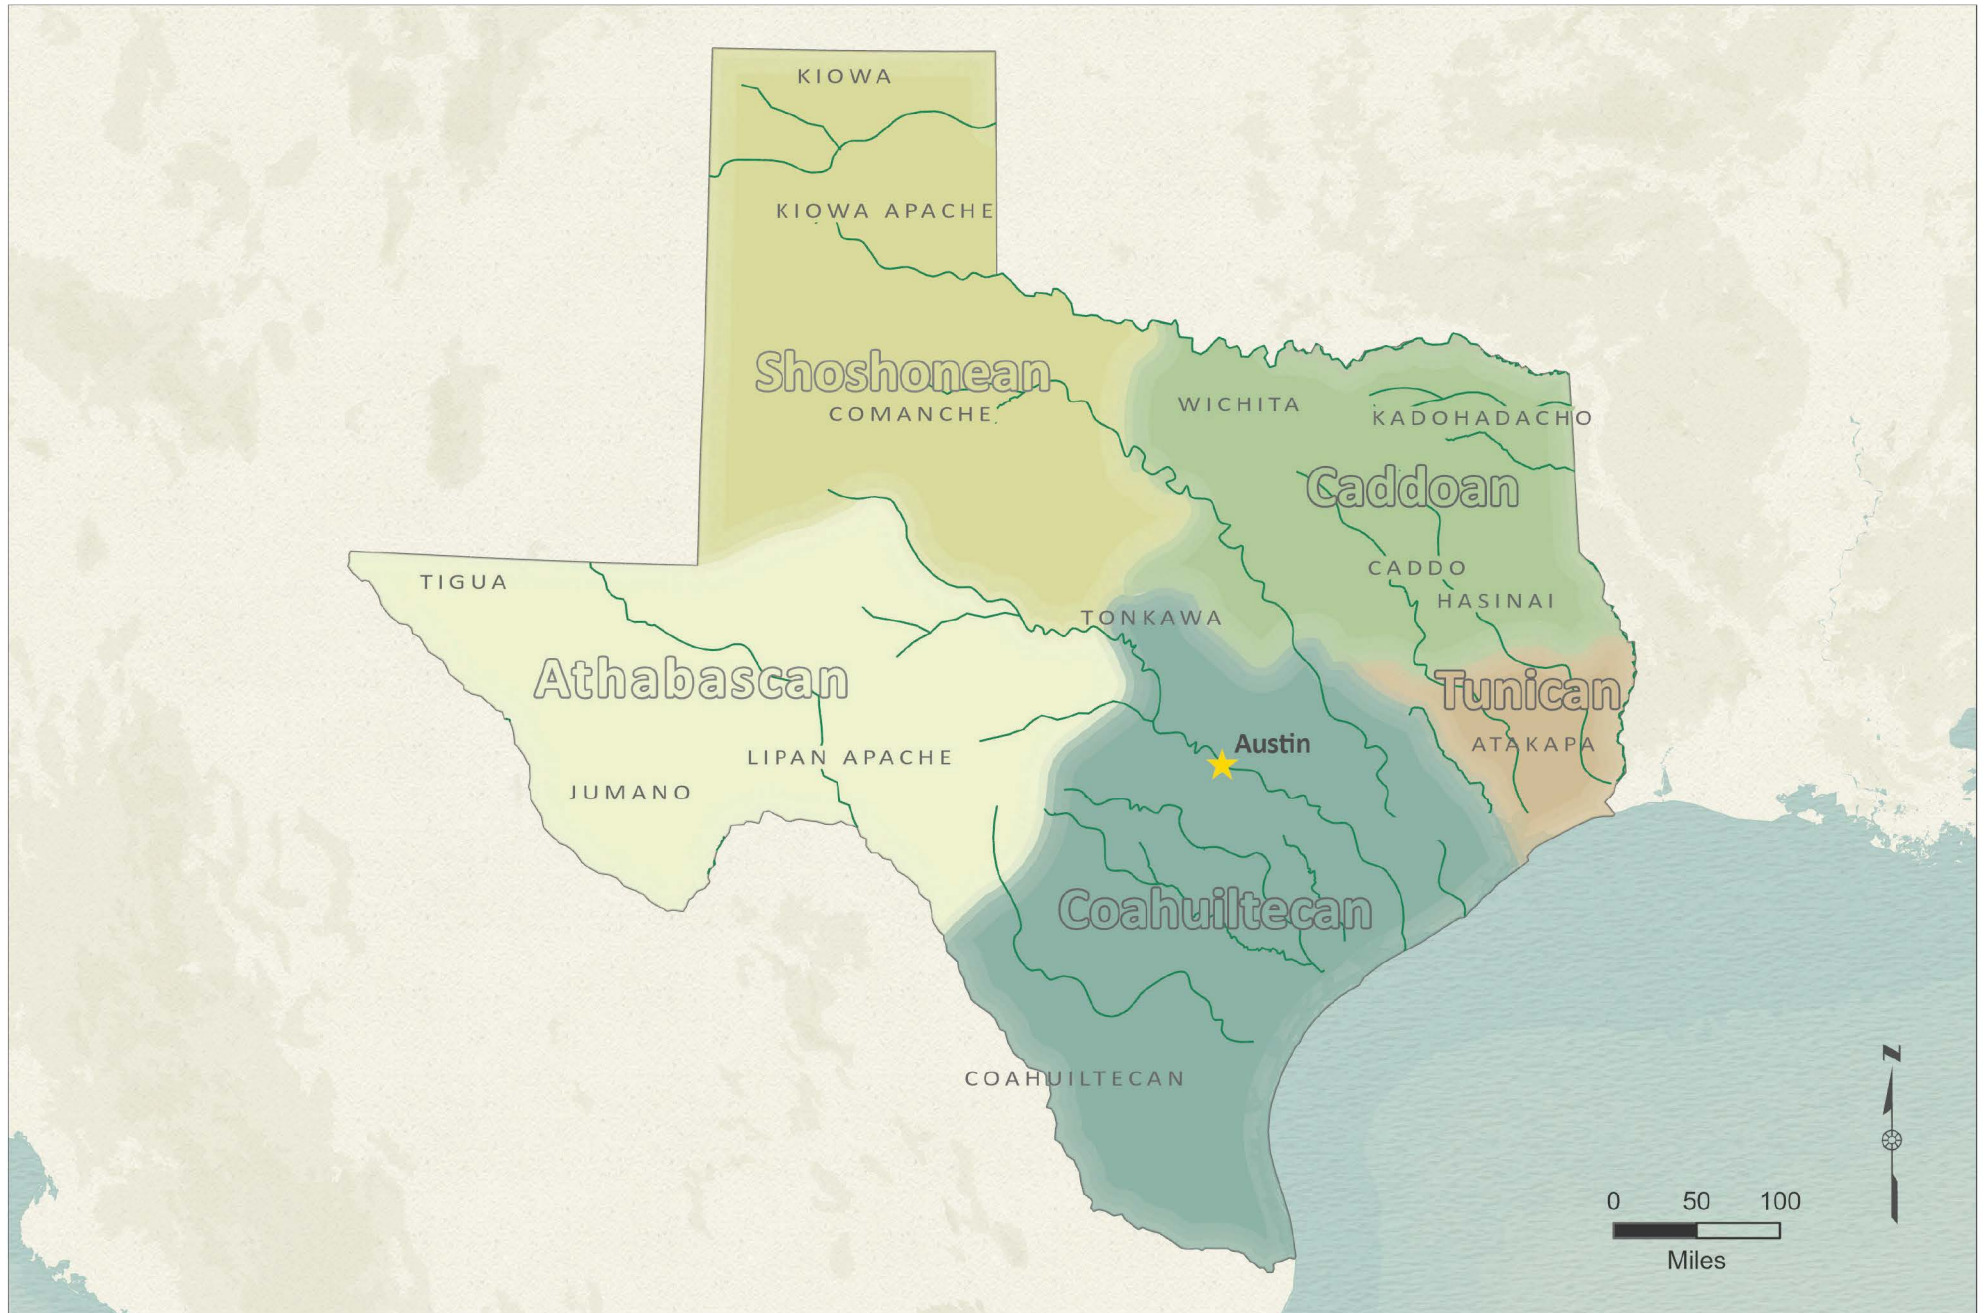 KIOWA
KIOWA APACHE
Shoshonean
COMANCHE
WICHITA
KADOHADACHO
Caddoan
CADDO
HASINAI
TIGUA
TONKAWA
Athabascan
Tunican
ATAKAPA
Austin
LIPAN APACHE
JUMANO
Coahuiltecan
COAHUILTECAN
N
0 50 100
Miles